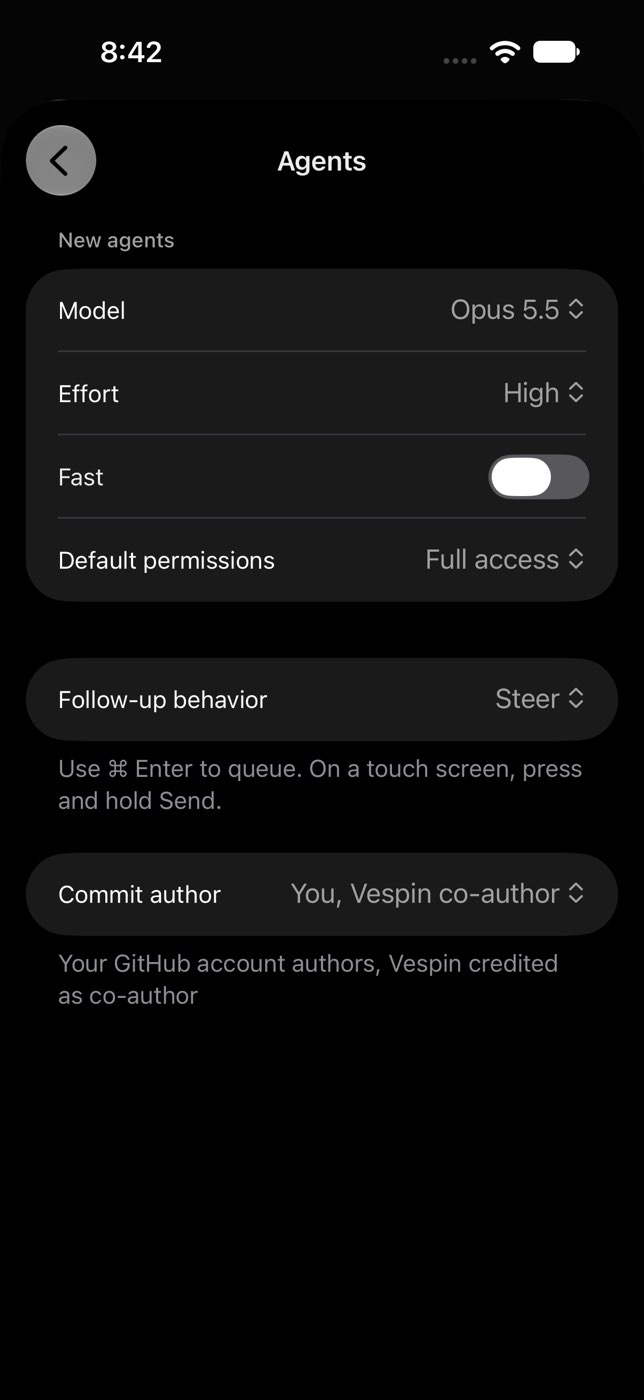 8:42
Agents
New agents
Model Opus 5.5
Effort High
Fast
Default permissions Full access
Follow-up behavior Steer
Use ⌘ Enter to queue. On a touch screen, press
and hold Send.
Commit author You, Vespin co-author
Your GitHub account authors, Vespin credited
as co-author